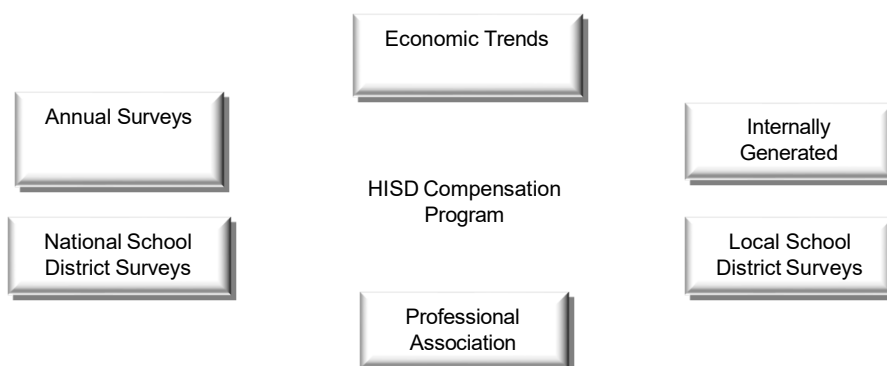 Economic Trends
Annual Surveys
Internally
Generated
HISD Compensation
Program
National School
District Surveys
Local School
District Surveys
Professional
Association